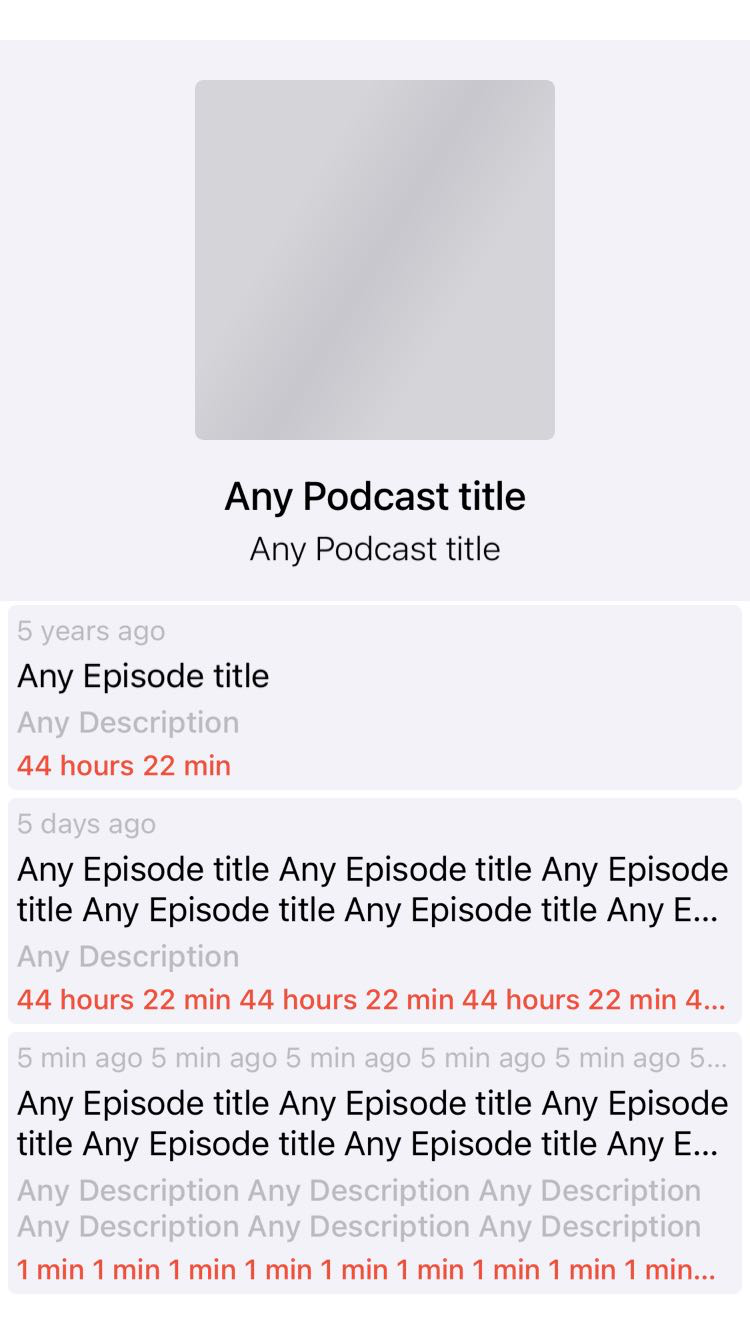 Any Podcast title
Any Podcast title
5 years ago
Any Episode title
Any Description
44 hours 22 min
5 days ago
Any Episode title Any Episode title Any Episode
title Any Episode title Any Episode title Any E...
Any Description
44 hours 22 min 44 hours 22 min 44 hours 22 min 4...
5 min ago 5 min ago 5 min ago 5 min ago 5 min ago 5...
Any Episode title Any Episode title Any Episode
title Any Episode title Any Episode title Any E...
Any Description Any Description Any Description
Any Description Any Description Any Description
1 min 1 min 1 min 1 min 1 min 1 min 1 min 1 min 1 min...